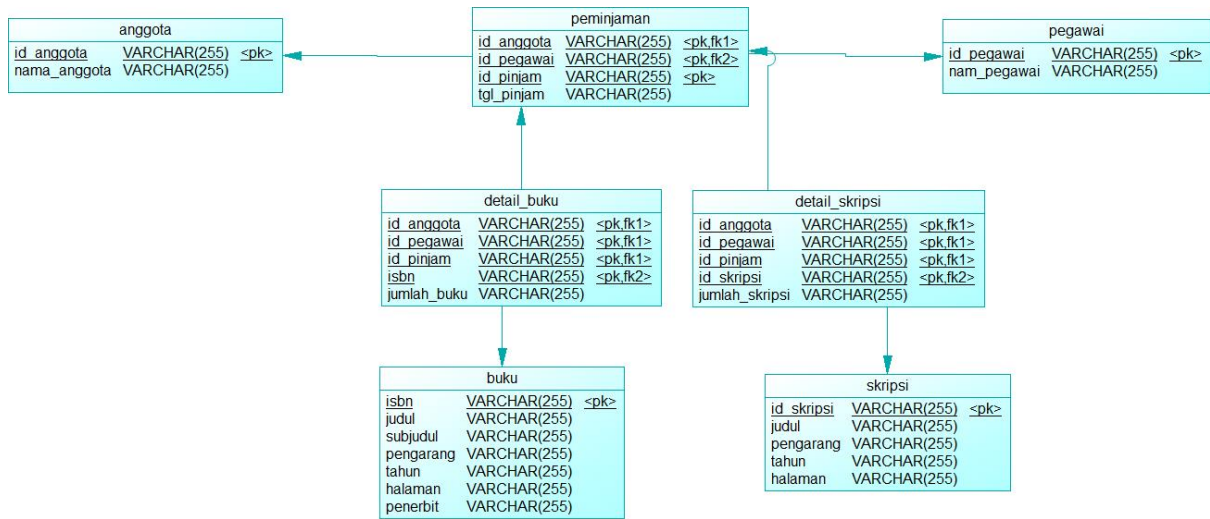 anggota
id_anggota VARCHAR(255) <pk>
nama_anggota VARCHAR(255)
peminjaman
id_anggota VARCHAR(255) <pk,fk1>
id_pegawai VARCHAR(255) <pk,fk2>
id_pinjam VARCHAR(255) <pk>
tgl_pinjam VARCHAR(255)
pegawai
id_pegawai VARCHAR(255) <pk>
nam_pegawai VARCHAR(255)
detail_buku
id_anggota VARCHAR(255) <pk,fk1>
id_pegawai VARCHAR(255) <pk,fk1>
id_pinjam VARCHAR(255) <pk,fk1>
isbn VARCHAR(255) <pk,fk2>
jumlah_buku VARCHAR(255)
detail_skripsi
id_anggota VARCHAR(255) <pk,fk1>
id_pegawai VARCHAR(255) <pk,fk1>
id_pinjam VARCHAR(255) <pk,fk1>
id_skripsi VARCHAR(255) <pk,fk2>
jumlah_skripsi VARCHAR(255)
buku
isbn VARCHAR(255) <pk>
judul VARCHAR(255)
subjudul VARCHAR(255)
pengarang VARCHAR(255)
tahun VARCHAR(255)
halaman VARCHAR(255)
penerbit VARCHAR(255)
skripsi
id_skripsi VARCHAR(255) <pk>
judul VARCHAR(255)
pengarang VARCHAR(255)
tahun VARCHAR(255)
halaman VARCHAR(255)